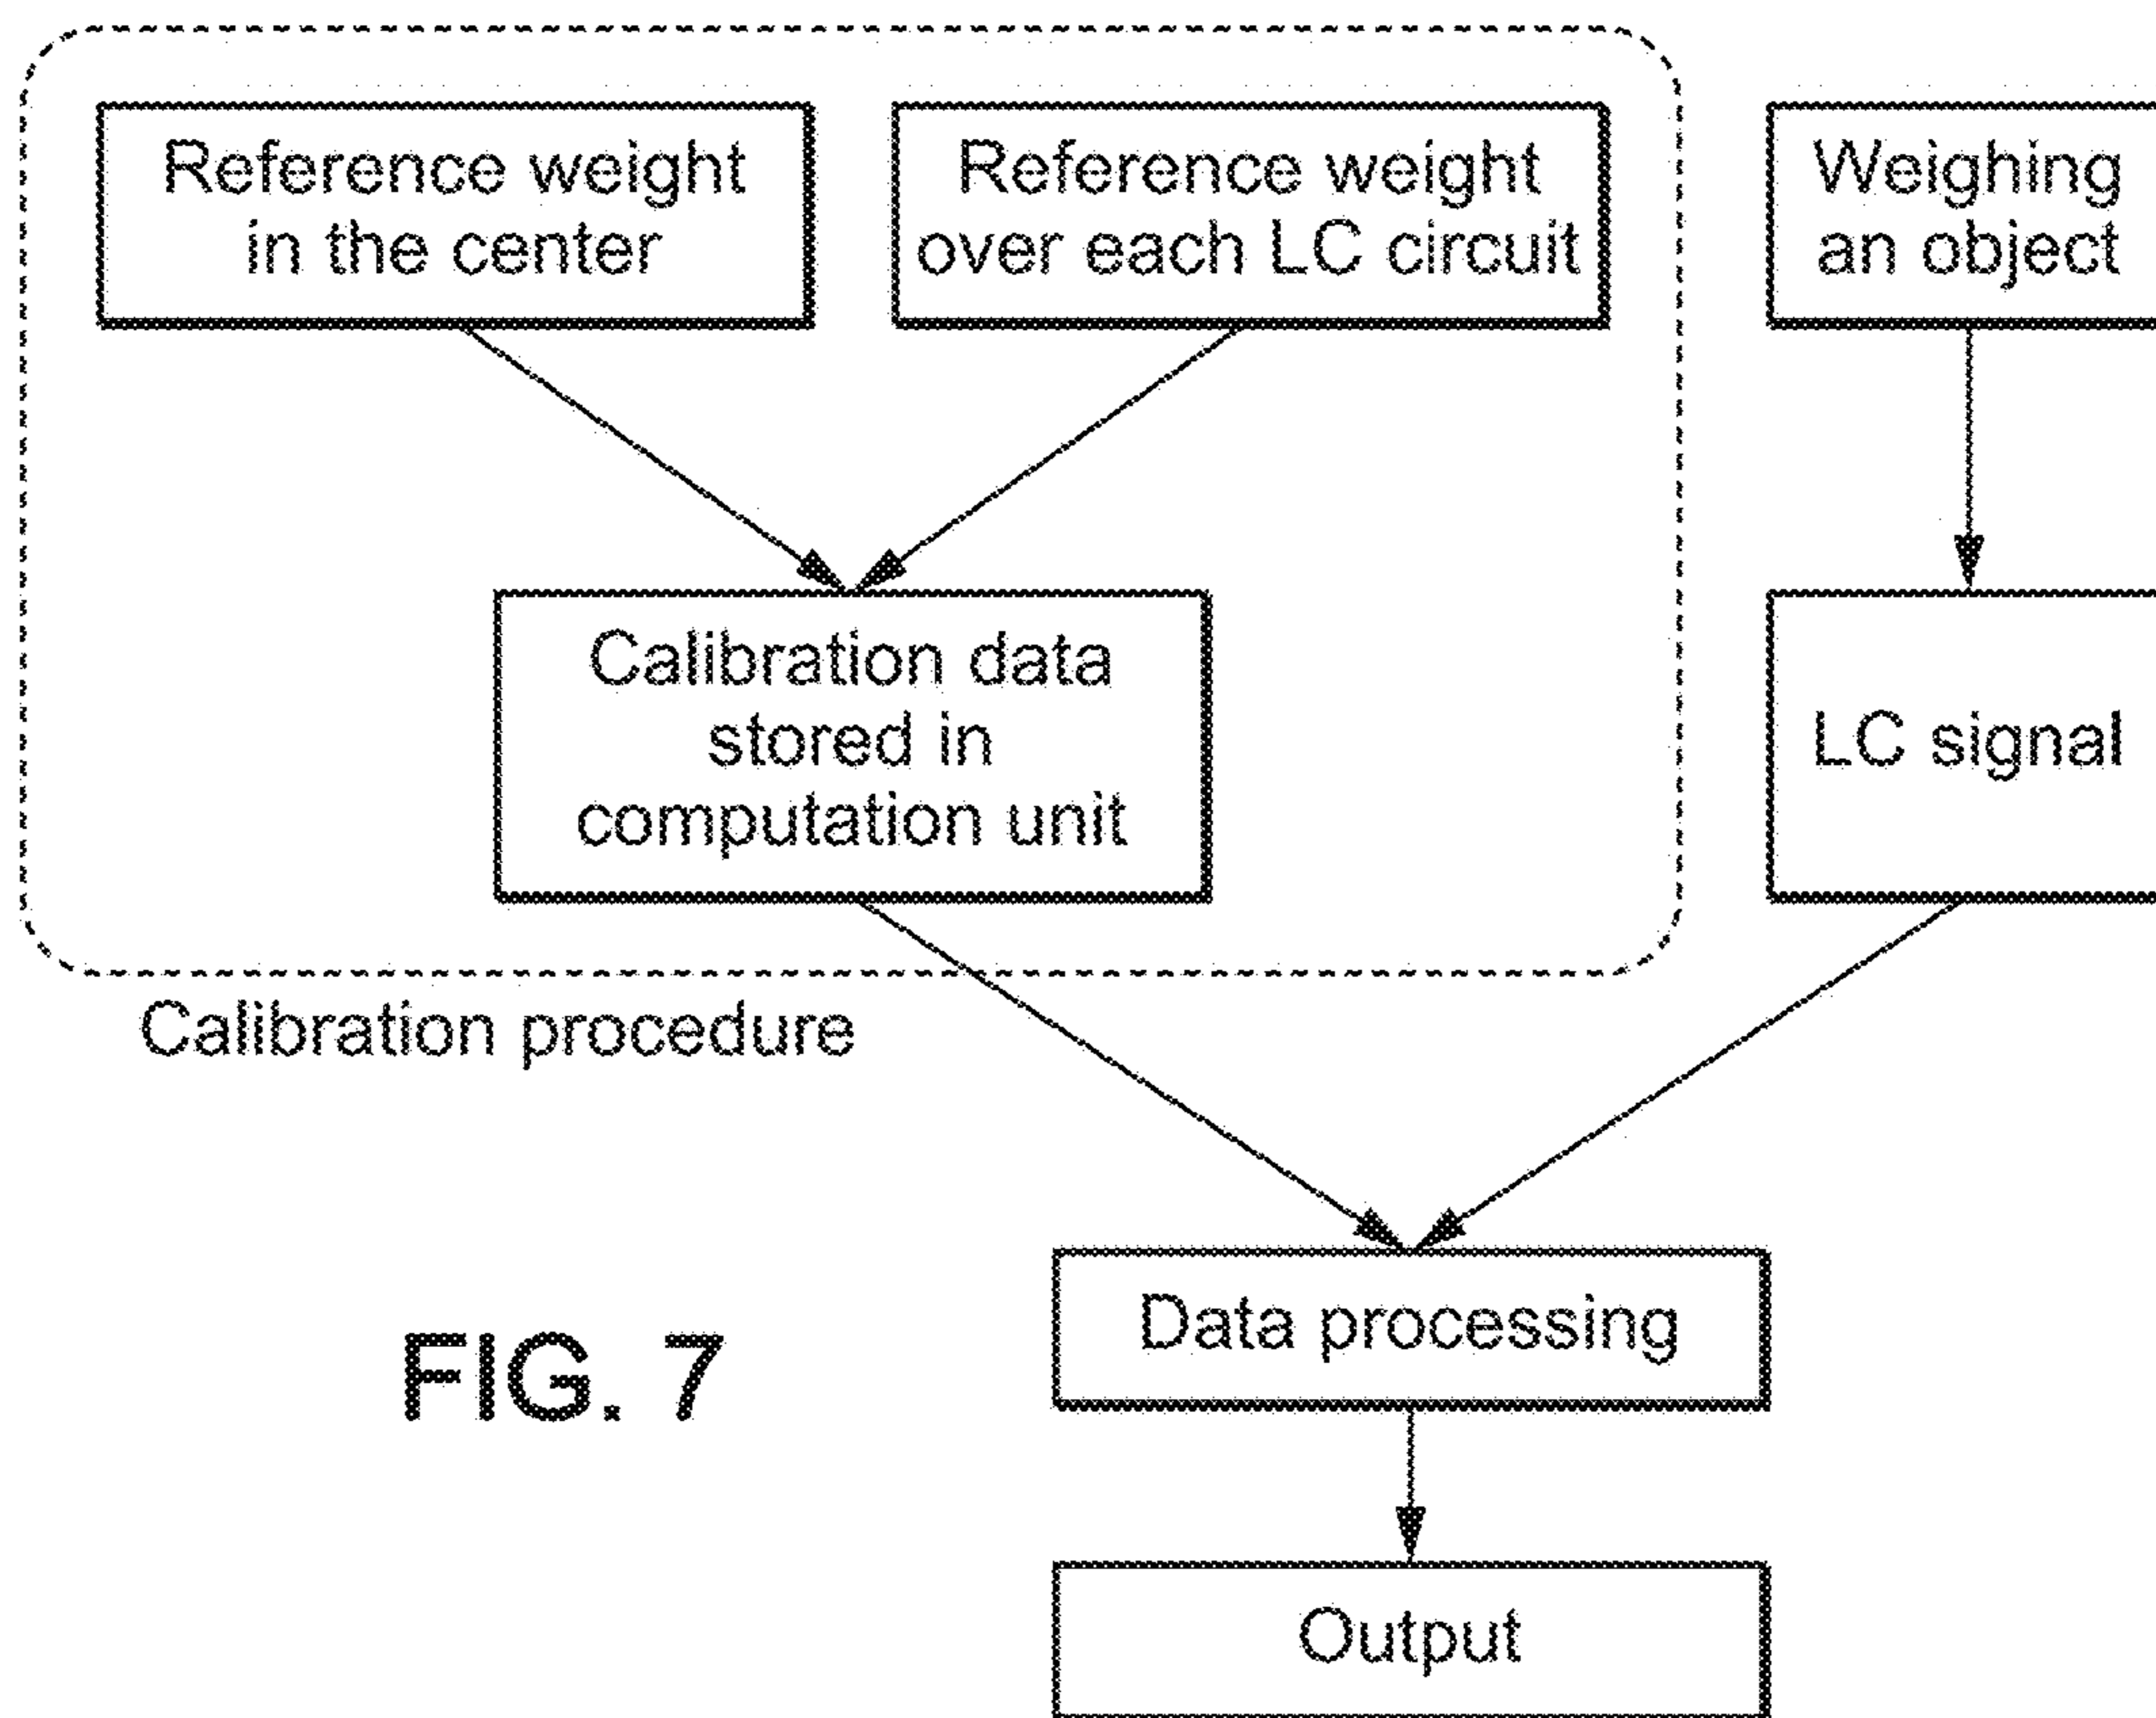 Reference weight
in the center
Reference weight
over each LC circuit
Weighing
an object
Calibration data
stored in
computation unit
LC signal
Calibration procedure
Data processing
FIG. 7
Output